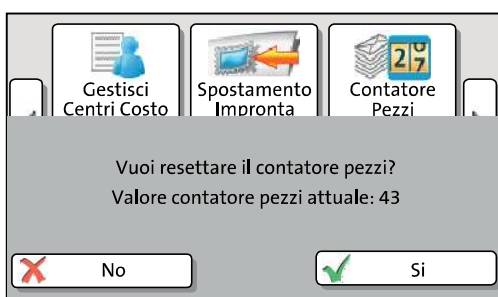 Gestisci
Centri Costo
Spostamento
Impronta
Contatore
Pezzi
Vuoi resettare il contatore pezzi?
Valore contatore pezzi attuale: 43
No
Si